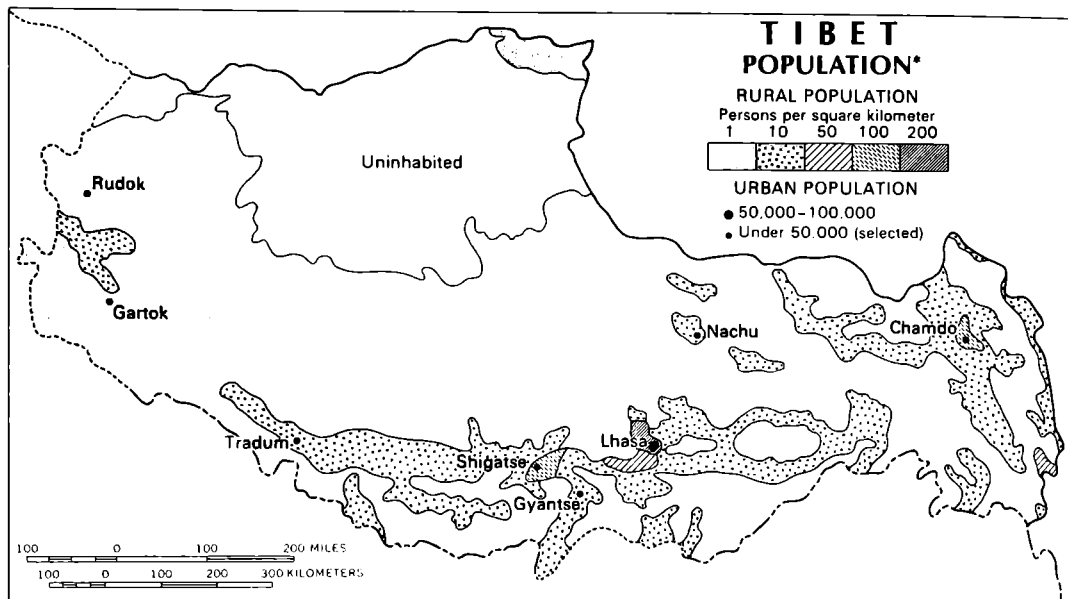 TIBET
POPULATION*
RURAL POPULATION
Persons per square kilometer
1 10 50 100 200
URBAN POPULATION
50,000–100,000
Under 50,000 (selected)
Uninhabited
Rudok
Gartok
Nachu
Chamdo
Tradum
Lhasa
Shigatse
Gyantse
100 0 100 200 MILES
100 0 100 200 300 KILOMETERS